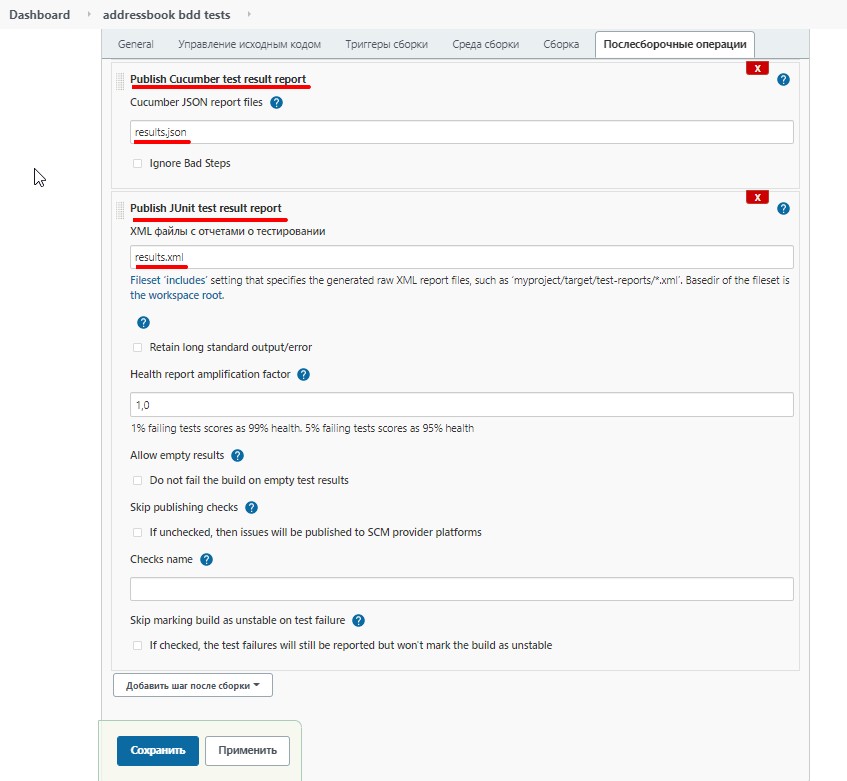 Dashboard addressbook bdd tests
General Управление исходным кодом Триггеры сборки Среда сборки Сборка Послесборочные операции
X
Publish Cucumber test result report ?
Cucumber JSON report files ?
results.json
Ignore Bad Steps
X
Publish JUnit test result report ?
XML файлы с отчетами о тестировании
results.xml
Fileset 'includes' setting that specifies the generated raw XML report files, such as 'myproject/target/test-reports/*.xml'. Basedir of the fileset is
the workspace root.
?
Retain long standard output/error
Health report amplification factor ?
1,0
1% failing tests scores as 99% health. 5% failing tests scores as 95% health
Allow empty results ?
Do not fail the build on empty test results
Skip publishing checks ?
If unchecked, then issues will be published to SCM provider platforms
Checks name ?
Skip marking build as unstable on test failure ?
If checked, the test failures will still be reported but won't mark the build as unstable
Добавить шаг после сборки
Сохранить Применить